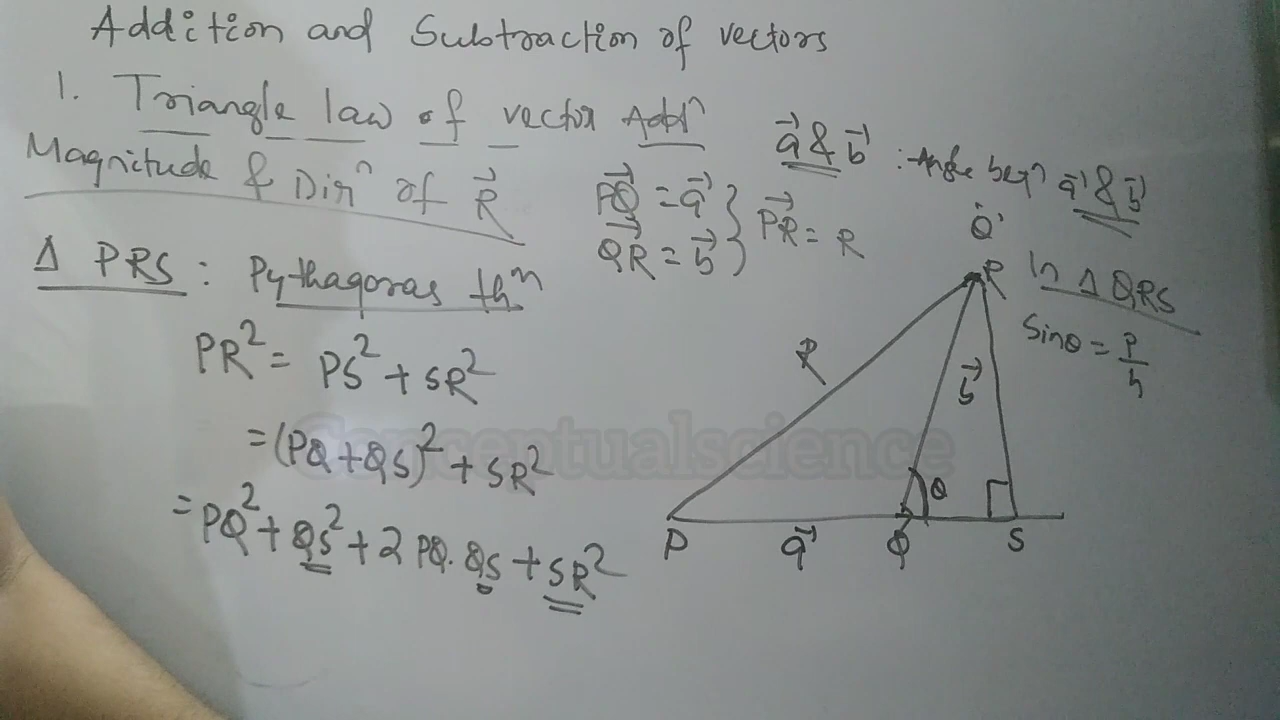 Addition and Subtraction of vectors
1. Triangle law of vector Addⁿ
Magnitude & Dirⁿ of R⃗
a⃗ & b⃗ : Angle betⁿ a⃗ & b⃗
'θ'
PQ⃗ = a⃗ } PR⃗ = R
QR⃗ = b⃗
Δ PRS : Pythagoras thᵐ
PR² = PS² + SR²
= (PQ + QS)² + SR²
= PQ² + QS² + 2 PQ. QS + SR²
In Δ QRS
Sinθ = P/h
R
R
b⃗
θ
P
a⃗
Q
S
Conceptualscience